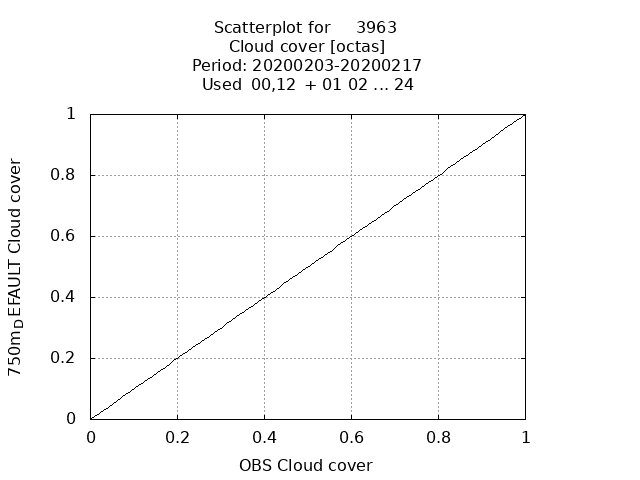 Scatterplot for 3963
Cloud cover [octas]
Period: 20200203-20200217
Used 00,12 + 01 02 ... 24
1
0.8
0.6
0.4
0.2
0
750mDEFAULT Cloud cover
0 0.2 0.4 0.6 0.8 1
OBS Cloud cover